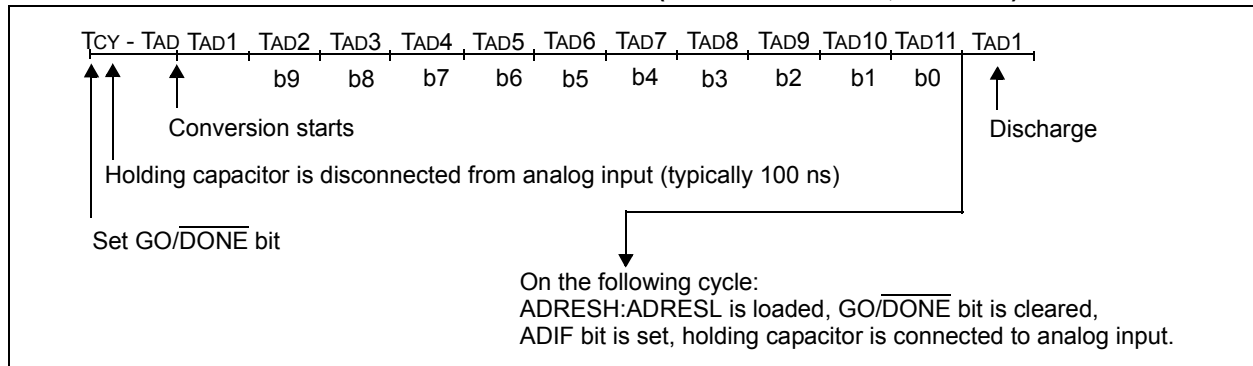 TCY - TAD TAD1 TAD2 TAD3 TAD4 TAD5 TAD6 TAD7 TAD8 TAD9 TAD10 TAD11 TAD1
b9 b8 b7 b6 b5 b4 b3 b2 b1 b0
Conversion starts
Discharge
Holding capacitor is disconnected from analog input (typically 100 ns)
Set GO/DONE bit
On the following cycle:
ADRESH:ADRESL is loaded, GO/DONE bit is cleared,
ADIF bit is set, holding capacitor is connected to analog input.